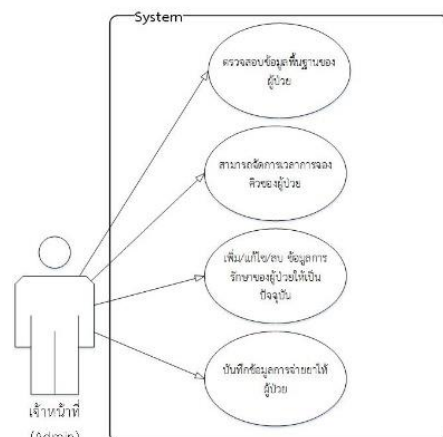 System
ตรวจสอบข้อมูลพื้นฐานของ
ผู้ป่วย
สามารถจัดการเวลาการจอง
คิวของผู้ป่วย
เพิ่ม/แก้ไข/ลบ ข้อมูลการ
รักษาของผู้ป่วยให้เป็น
ปัจจุบัน
บันทึกข้อมูลการจ่ายยาให้
ผู้ป่วย
เจ้าหน้าที่
(Admin)